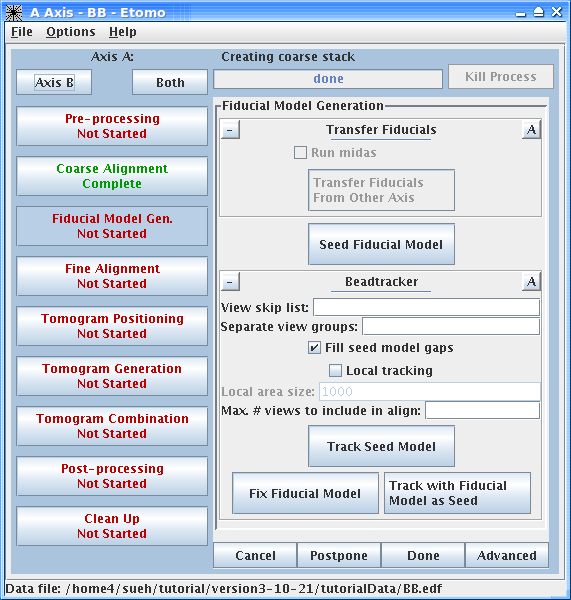 A Axis - BB - Etomo
File Options Help
Axis A:
Creating coarse stack
Axis B
Both
done
Kill Process
Pre-processing
Not Started
Coarse Alignment
Complete
Fiducial Model Gen.
Not Started
Fine Alignment
Not Started
Tomogram Positioning
Not Started
Tomogram Generation
Not Started
Tomogram Combination
Not Started
Post-processing
Not Started
Clean Up
Not Started
Fiducial Model Generation
- Transfer Fiducials A
Run midas
Transfer Fiducials
From Other Axis
Seed Fiducial Model
- Beadtracker A
View skip list:
Separate view groups:
Fill seed model gaps
Local tracking
Local area size: 1000
Max. # views to include in align:
Track Seed Model
Fix Fiducial Model
Track with Fiducial
Model as Seed
Cancel
Postpone
Done
Advanced
Data file: /home4/sueh/tutorial/version3-10-21/tutorialData/BB.edf